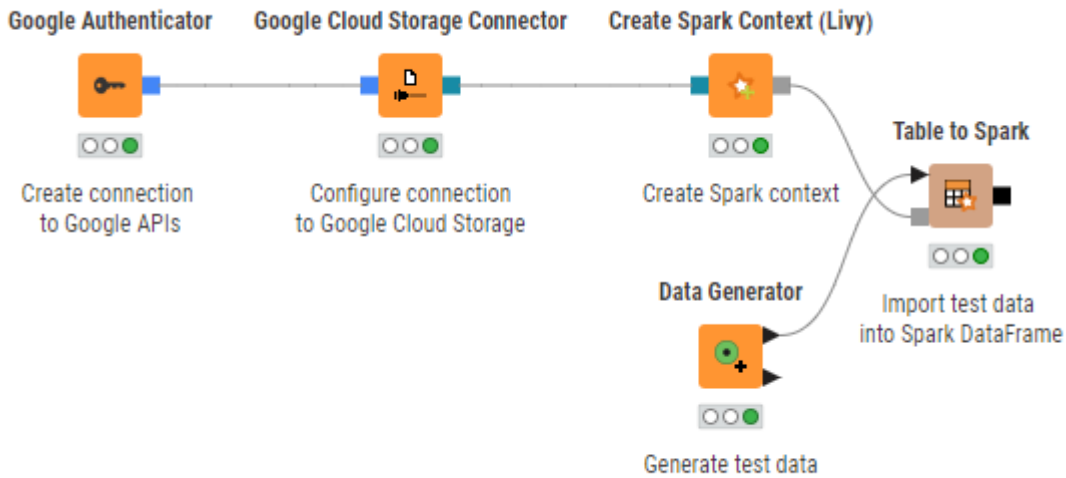 Google Authenticator
Google Cloud Storage Connector
Create Spark Context (Livy)
Create connection
to Google APIs
Configure connection
to Google Cloud Storage
Create Spark context
Table to Spark
Import test data
into Spark DataFrame
Data Generator
Generate test data